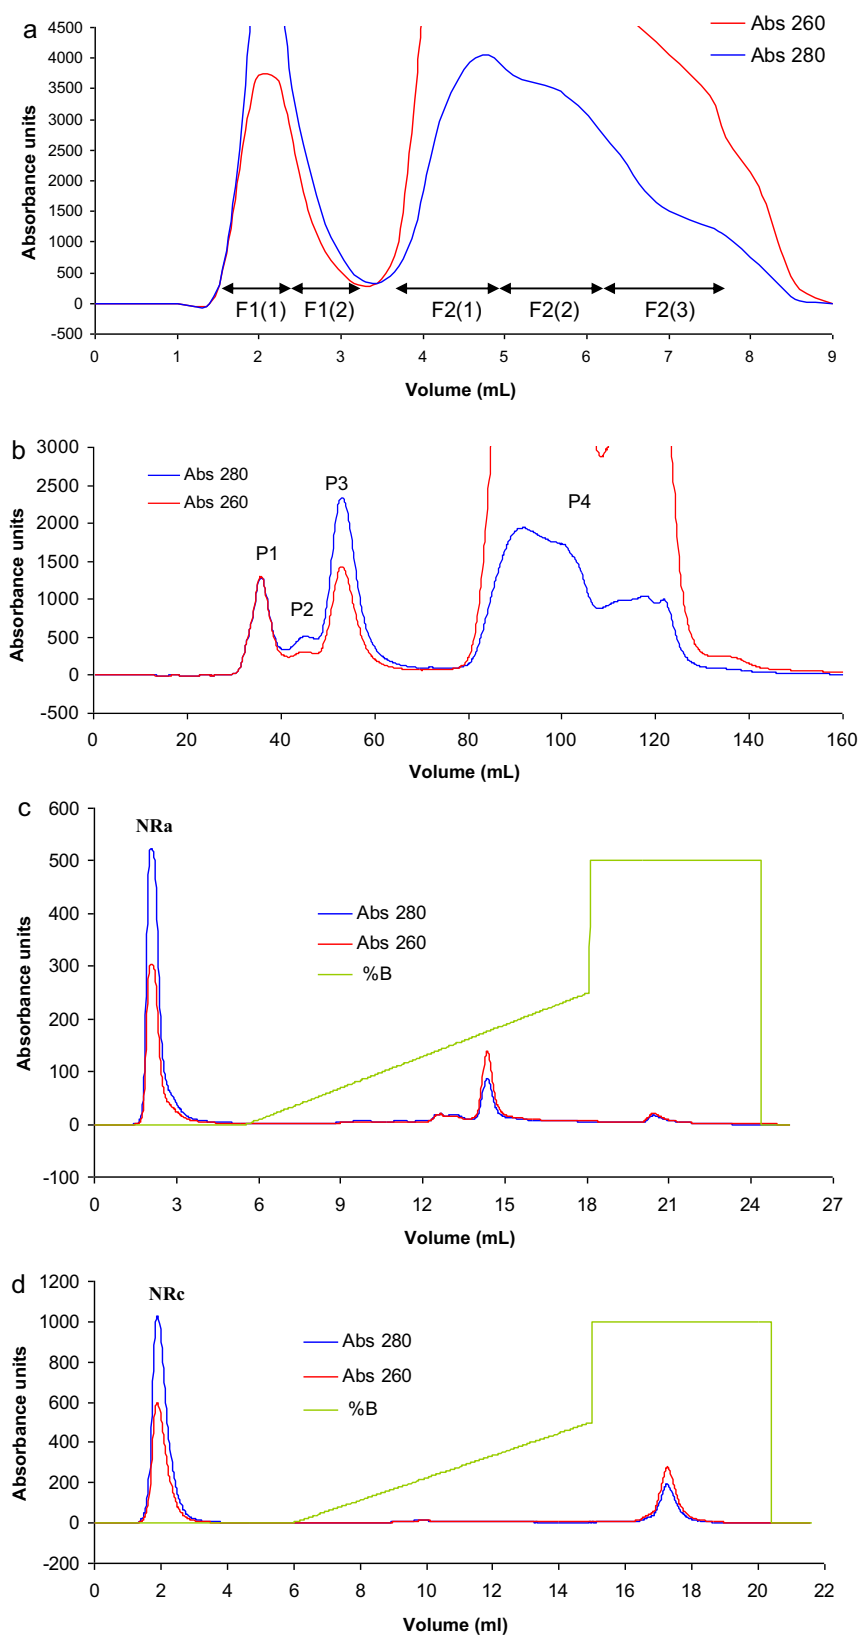 a
Abs 260
Abs 280
Absorbance units
4500
4000
3500
3000
2500
2000
1500
1000
500
0
-500
F1(1) F1(2) F2(1) F2(2) F2(3)
0 1 2 3 4 5 6 7 8 9
Volume (mL)
b
Abs 280
Abs 260
P1
P2
P3
P4
Absorbance units
3000
2500
2000
1500
1000
500
0
-500
0 20 40 60 80 100 120 140 160
Volume (mL)
c
NRa
Abs 280
Abs 260
%B
Absorbance units
600
500
400
300
200
100
0
-100
0 3 6 9 12 15 18 21 24 27
Volume (mL)
d
NRc
Abs 280
Abs 260
%B
Absorbance units
1200
1000
800
600
400
200
0
-200
0 2 4 6 8 10 12 14 16 18 20 22
Volume (ml)